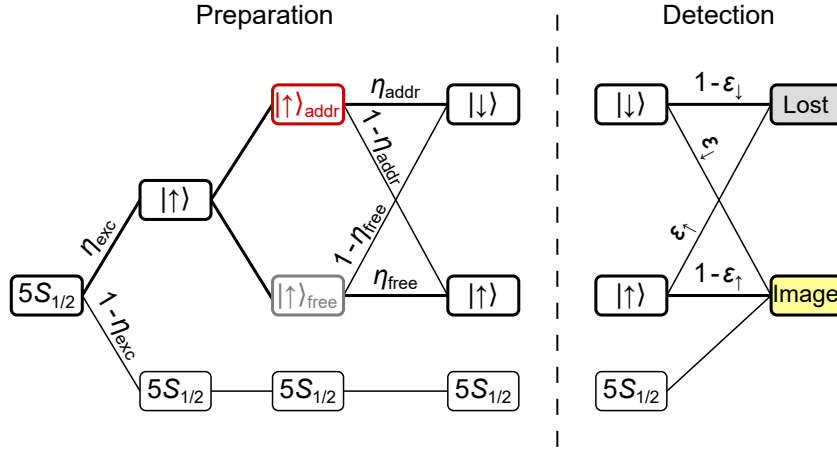 Preparation
Detection
|↑⟩addr
ηaddr
|↓⟩
|↓⟩
1-ε↓
Lost
1-ηaddr
ε↓
|↑⟩
ηexc
1-ηfree
ε↑
5S1/2
1-ηexc
|↑⟩free
ηfree
|↑⟩
|↑⟩
1-ε↑
Image
5S1/2
5S1/2
5S1/2
5S1/2